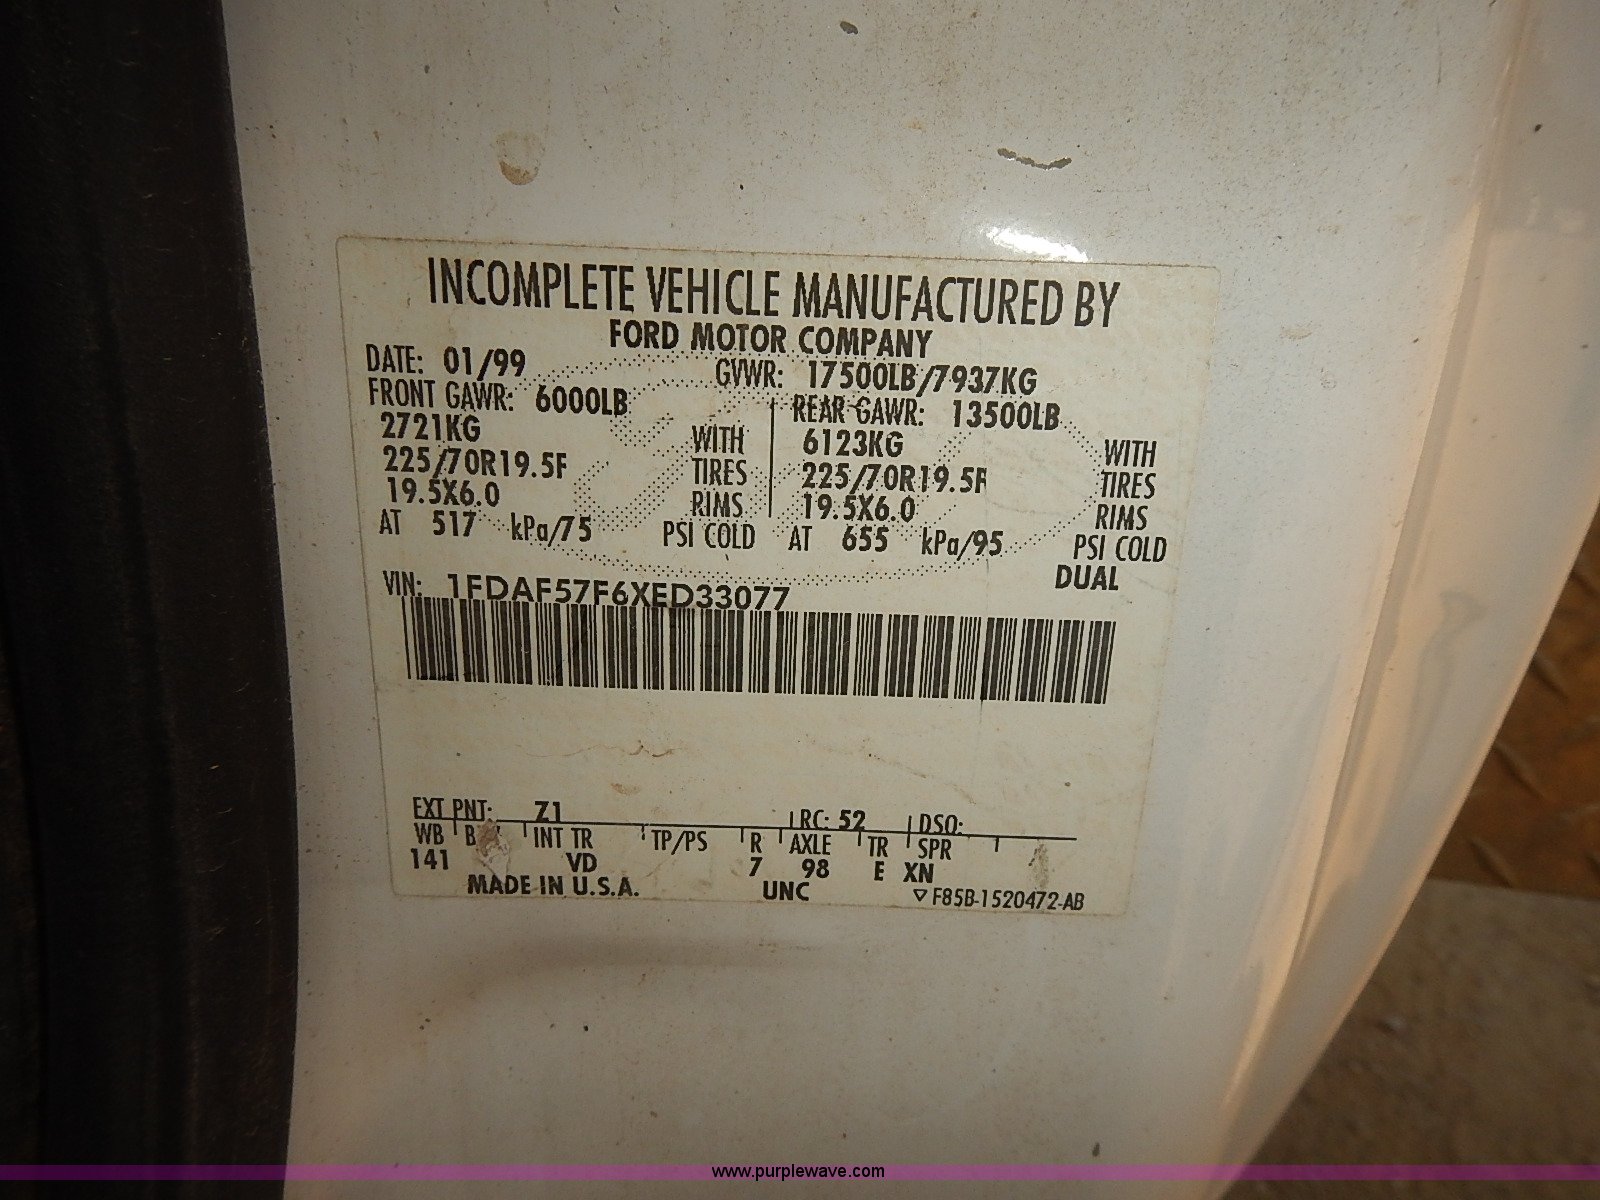 INCOMPLETE VEHICLE MANUFACTURED BY
FORD MOTOR COMPANY
DATE: 01/99 GVWR: 17500LB/7937KG
FRONT GAWR: 6000LB REAR GAWR: 13500LB
2721KG WITH 6123KG WITH
225/70R19.5F TIRES 225/70R19.5F TIRES
19.5X6.0 RIMS 19.5X6.0 RIMS
AT 517 kPa/75 PSI COLD AT 655 kPa/95 PSI COLD
DUAL
VIN: 1FDAF57F6XED33077
EXT PNT: Z1 RC: 52 DSO:
WB INT TR TP/PS R AXLE TR SPR
141 VD 7 98 E XN
MADE IN U.S.A. UNC ▽ F85B-1520472-AB
www.purplewave.com